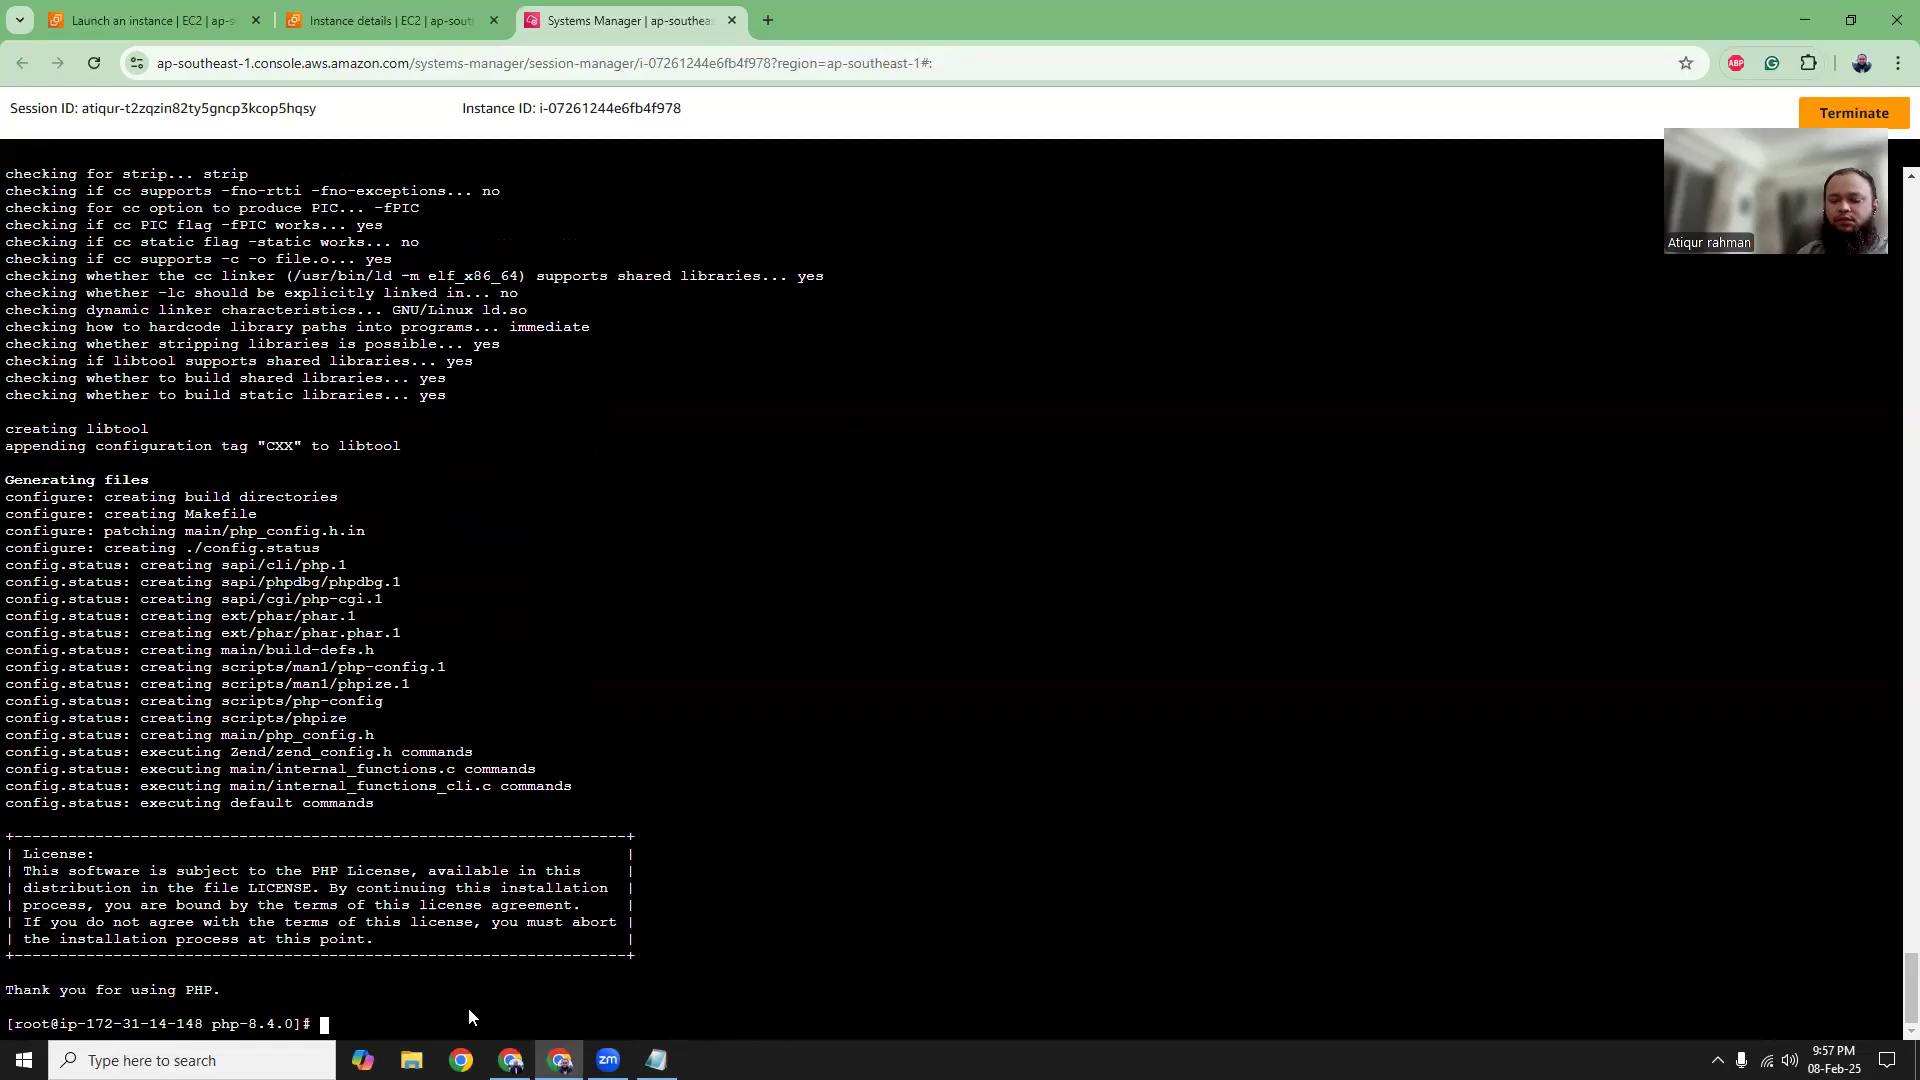 Launch an instance | EC2 | ap-s
Instance details | EC2 | ap-sout
Systems Manager | ap-southeas
ap-southeast-1.console.aws.amazon.com/systems-manager/session-manager/i-07261244e6fb4f978?region=ap-southeast-1#:
ABP
Session ID: atiqur-t2zqzin82ty5gncp3kcop5hqsy
Instance ID: i-07261244e6fb4f978
Terminate
Atiqur rahman
checking for strip... strip
checking if cc supports -fno-rtti -fno-exceptions... no
checking for cc option to produce PIC... -fPIC
checking if cc PIC flag -fPIC works... yes
checking if cc static flag -static works... no
checking if cc supports -c -o file.o... yes
checking whether the cc linker (/usr/bin/ld -m elf_x86_64) supports shared libraries... yes
checking whether -lc should be explicitly linked in... no
checking dynamic linker characteristics... GNU/Linux ld.so
checking how to hardcode library paths into programs... immediate
checking whether stripping libraries is possible... yes
checking if libtool supports shared libraries... yes
checking whether to build shared libraries... yes
checking whether to build static libraries... yes
creating libtool
appending configuration tag "CXX" to libtool
Generating files
configure: creating build directories
configure: creating Makefile
configure: patching main/php_config.h.in
configure: creating ./config.status
config.status: creating sapi/cli/php.1
config.status: creating sapi/phpdbg/phpdbg.1
config.status: creating sapi/cgi/php-cgi.1
config.status: creating ext/phar/phar.1
config.status: creating ext/phar/phar.phar.1
config.status: creating main/build-defs.h
config.status: creating scripts/man1/php-config.1
config.status: creating scripts/man1/phpize.1
config.status: creating scripts/php-config
config.status: creating scripts/phpize
config.status: creating main/php_config.h
config.status: executing Zend/zend_config.h commands
config.status: executing main/internal_functions.c commands
config.status: executing main/internal_functions_cli.c commands
config.status: executing default commands
+--------------------------------------------------------------------+
| License:                                                           |
| This software is subject to the PHP License, available in this     |
| distribution in the file LICENSE. By continuing this installation  |
| process, you are bound by the terms of this license agreement.     |
| If you do not agree with the terms of this license, you must abort |
| the installation process at this point.                            |
+--------------------------------------------------------------------+
Thank you for using PHP.
[root@ip-172-31-14-148 php-8.4.0]#
Type here to search
zm
9:57 PM
08-Feb-25